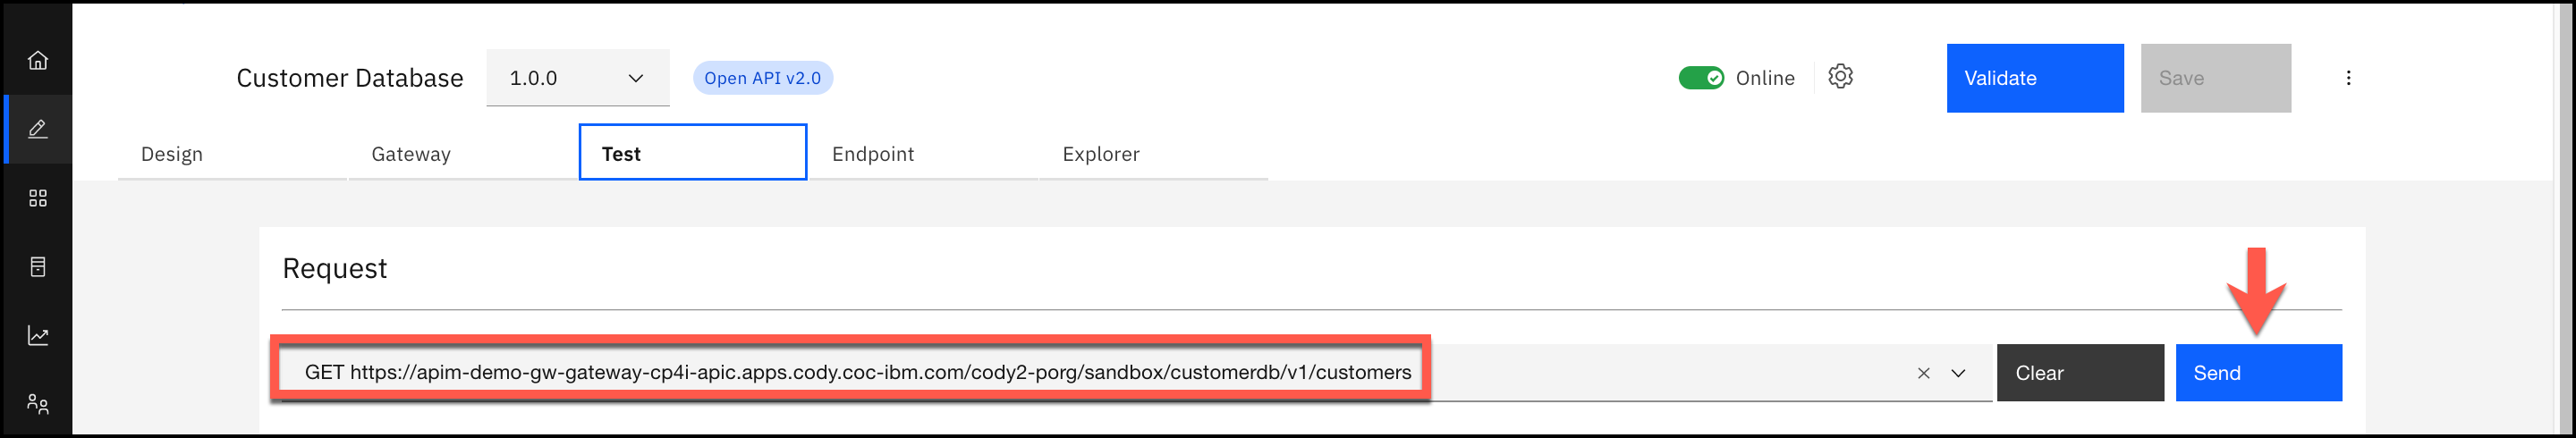 Customer Database 1.0.0 Open API v2.0 Online Validate Save
Design Gateway Test Endpoint Explorer
Request
GET https://apim-demo-gw-gateway-cp4i-apic.apps.cody.coc-ibm.com/cody2-porg/sandbox/customerdb/v1/customers Clear Send